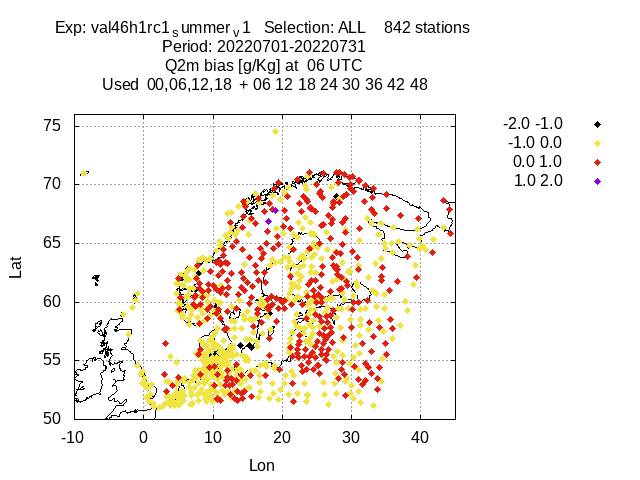 Exp: val46h1rc1summerv1   Selection: ALL    842 stations
Period: 20220701-20220731
Q2m bias [g/Kg] at  06 UTC
Used  00,06,12,18  + 06 12 18 24 30 36 42 48
-2.0 -1.0
-1.0 0.0
0.0 1.0
1.0 2.0
75
70
65
60
55
50
Lat
-10 0 10 20 30 40
Lon